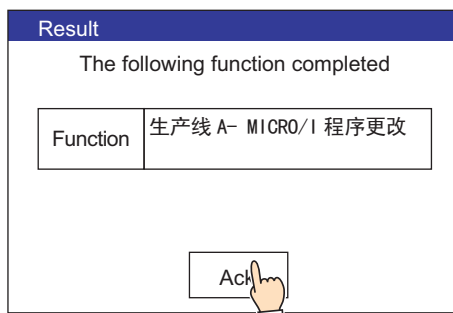 Result
The following function completed
Function
生产线 A- MICRO/I 程序更改
Ack